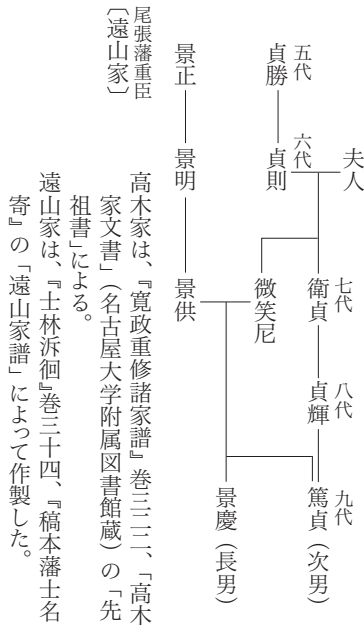 夫人
五代
貞勝
六代
貞則
七代
衛貞
八代
貞輝
九代
篤貞(次男)
微笑尼
景慶(長男)
景正
景明
景供
尾張藩重臣
〔遠山家〕
高木家は、『寛政重修諸家譜』巻三二二、「高木
家文書」(名古屋大学附属図書館蔵)の「先
祖書」による。
遠山家は、『士林泝徊』巻三十四、『稿本藩士名
寄』の「遠山家譜」によって作製した。